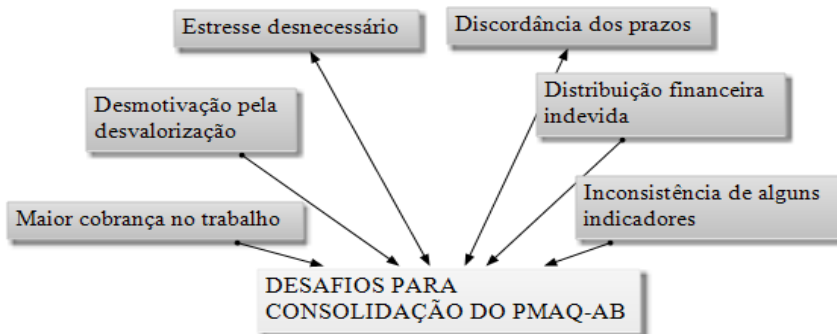 Estresse desnecessário
Discordância dos prazos
Desmotivação pela
desvalorização
Distribuição financeira
indevida
Maior cobrança no trabalho
Inconsistência de alguns
indicadores
DESAFIOS PARA
CONSOLIDAÇÃO DO PMAQ-AB